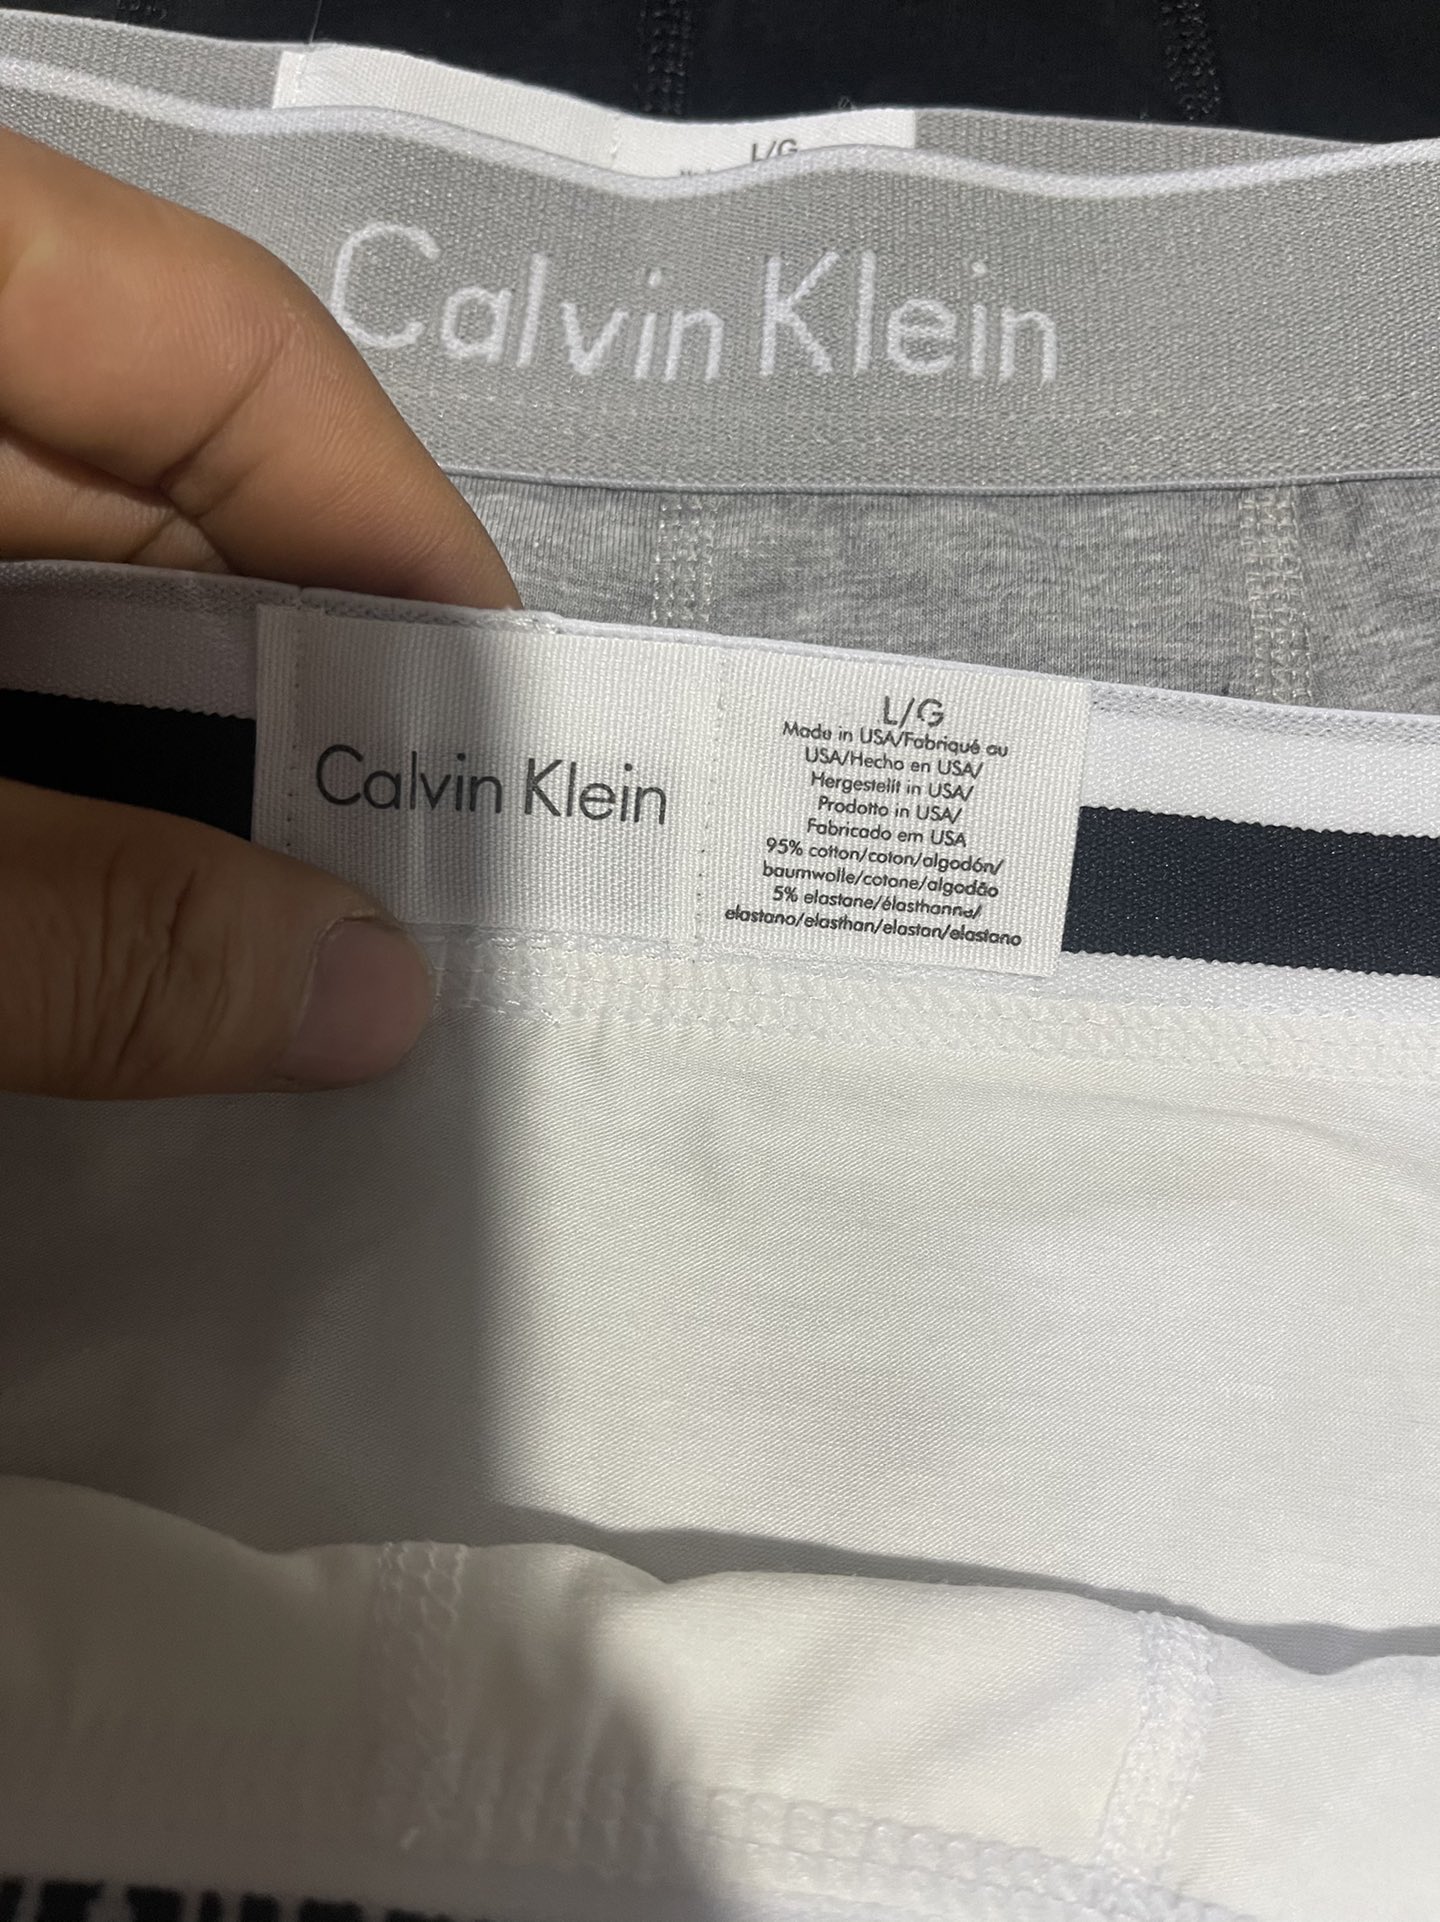 L/G
Calvin Klein
Calvin Klein
L/G
Made in USA/Fabriqué au
USA/Hecho en USA/
Hergestellt in USA/
Prodotto in USA/
Fabricado em USA
95% cotton/coton/algodón/
baumwolle/cotone/algodão
5% elastane/élasthanne/
elastano/elasthan/elastan/elastano